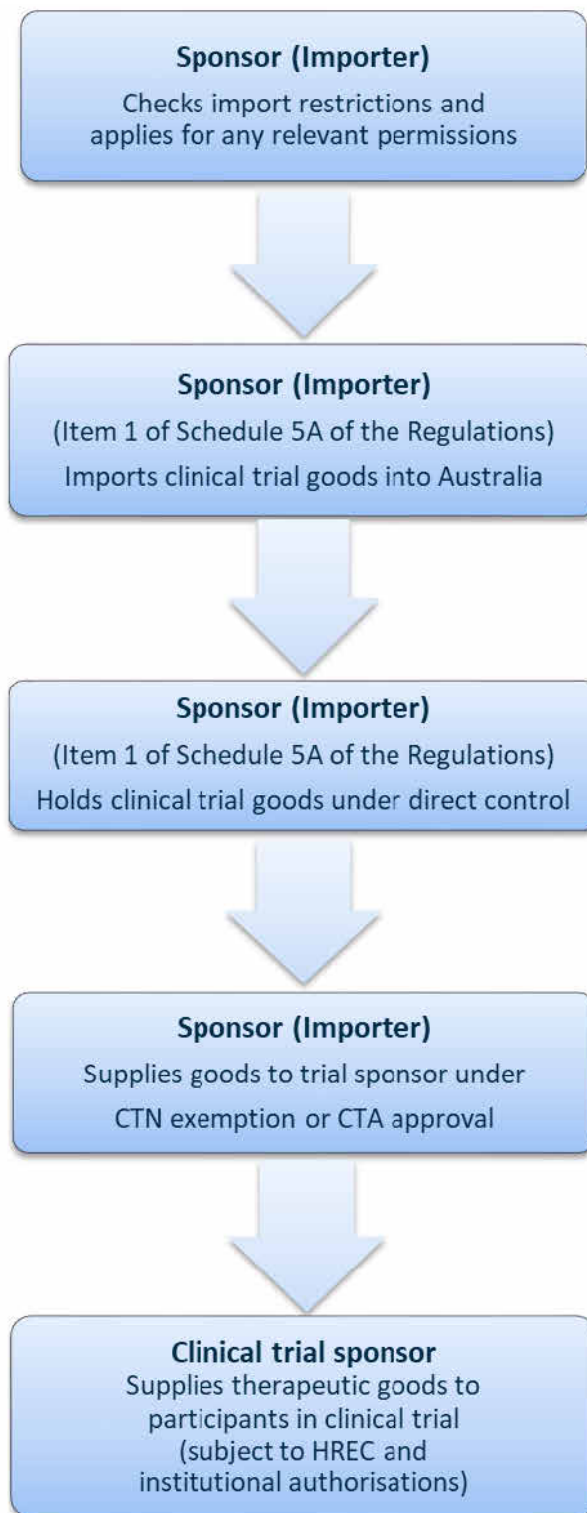 Sponsor (Importer)
Checks import restrictions and
applies for any relevant permissions
Sponsor (Importer)
(Item 1 of Schedule 5A of the Regulations)
Imports clinical trial goods into Australia
Sponsor (Importer)
(Item 1 of Schedule 5A of the Regulations)
Holds clinical trial goods under direct control
Sponsor (Importer)
Supplies goods to trial sponsor under
CTN exemption or CTA approval
Clinical trial sponsor
Supplies therapeutic goods to
participants in clinical trial
(subject to HREC and
institutional authorisations)